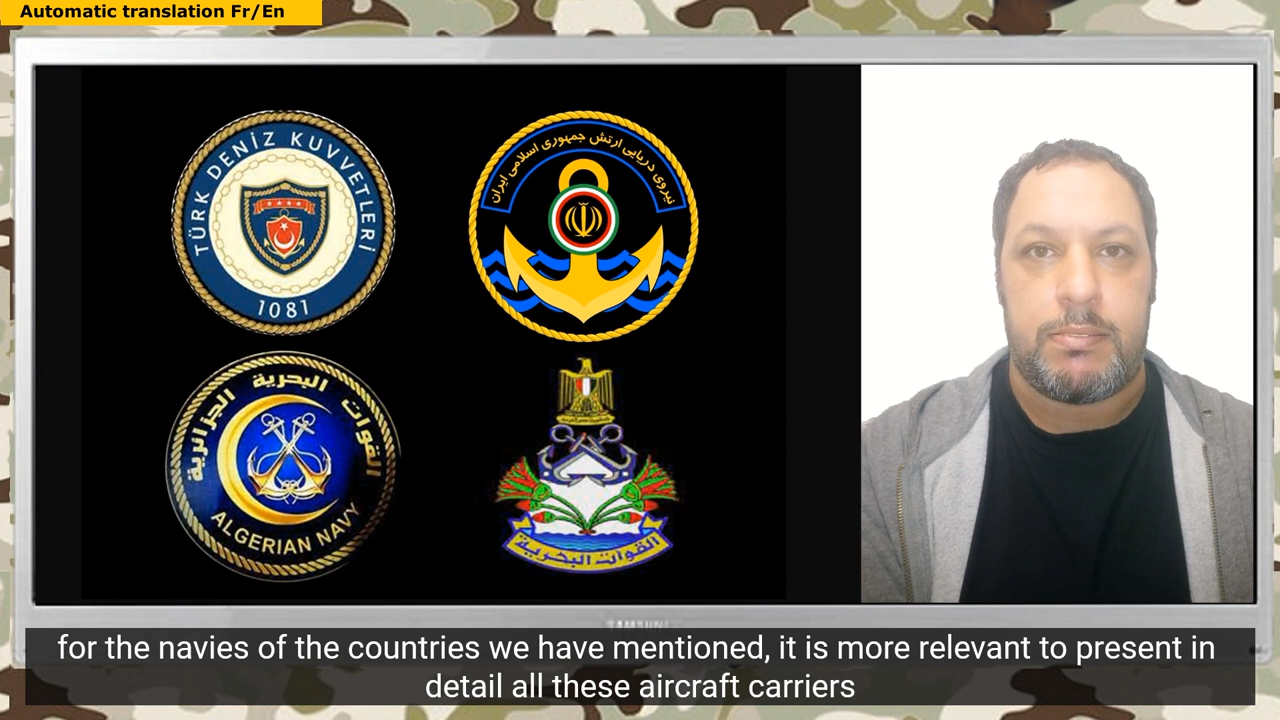 Automatic translation Fr/En
TÜRK DENİZ KUVVETLERİ
1081
نیروی دریایی ارتش جمهوری اسلامی ایران
القوات البحرية الجزائرية
ALGERIAN NAVY
القوات البحرية
SAMSUNG
for the navies of the countries we have mentioned, it is more relevant to present in
detail all these aircraft carriers